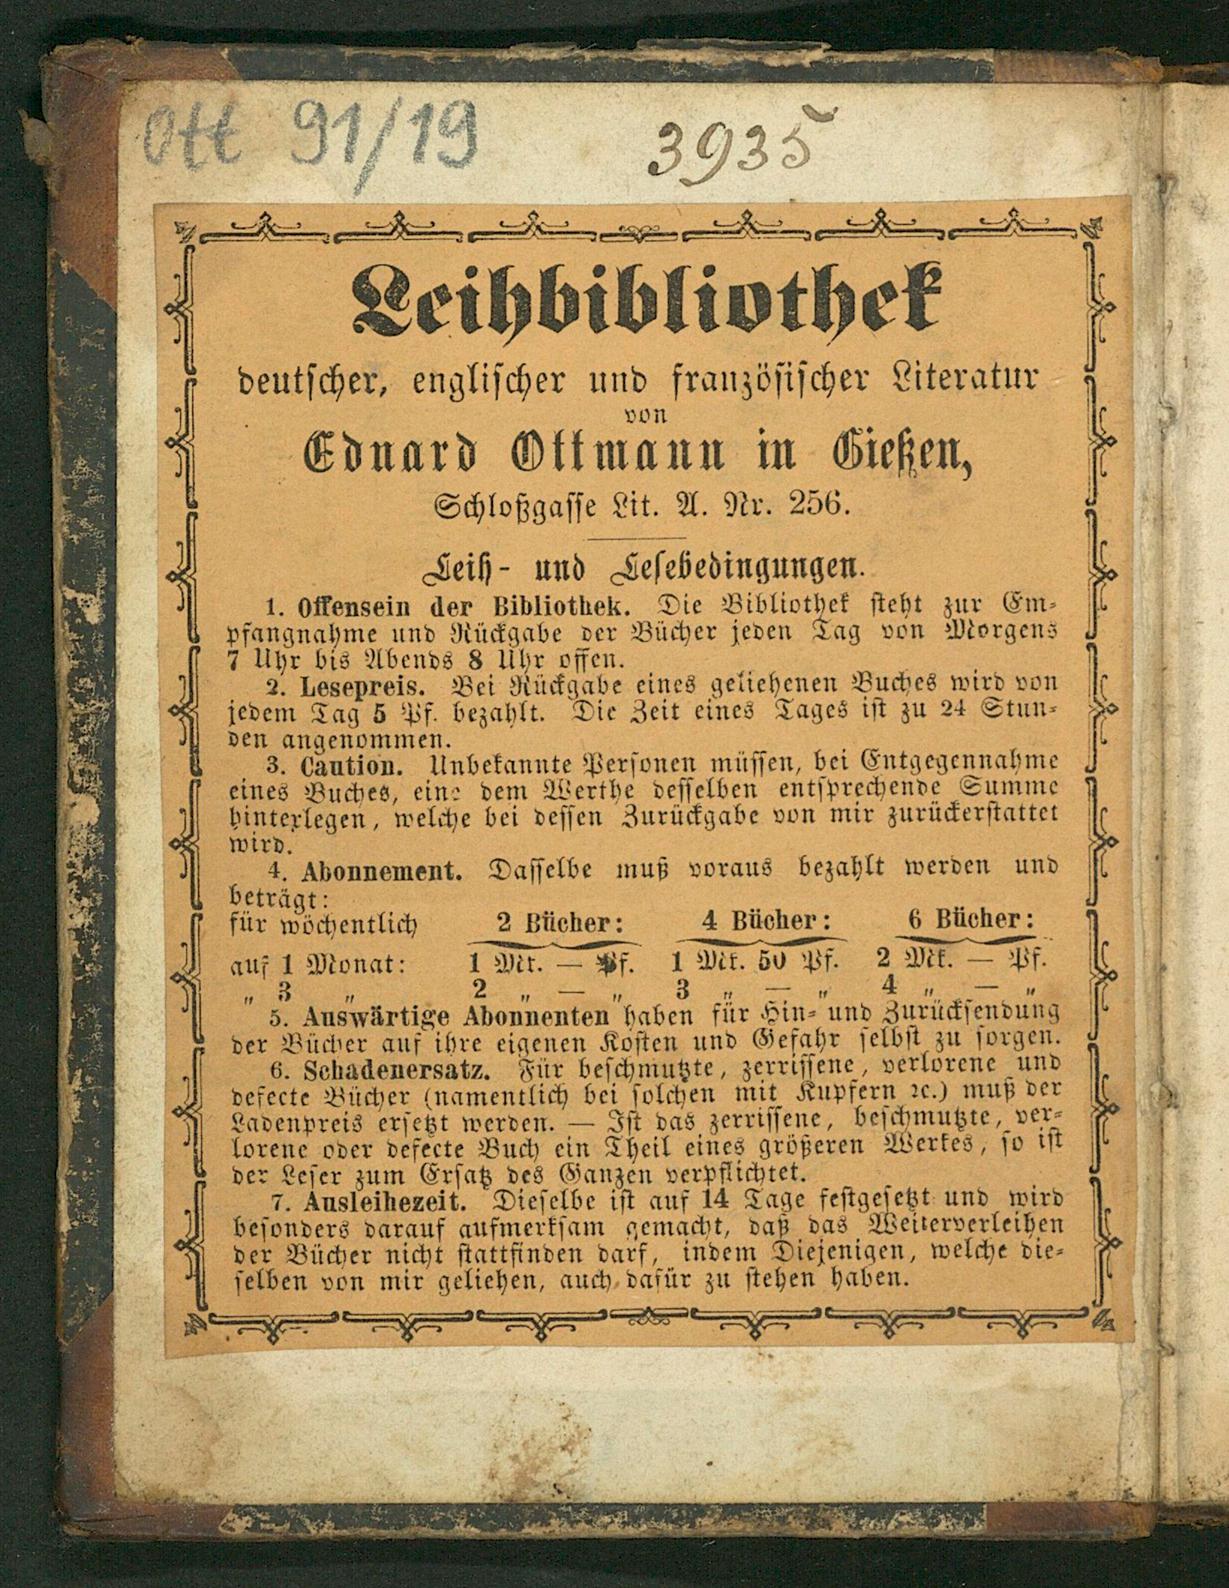 Ott 91/19
3935
Leihbibliothek
deutscher, englischer und französischer Literatur
von
Eduard Ottmann in Gießen,
Schloßgasse Lit. A. Nr. 256.
Leih- und Lesebedingungen.
1. Offensein der Bibliothek. Die Bibliothek steht zur Em-
pfangnahme und Rückgabe der Bücher jeden Tag von Morgens
7 Uhr bis Abends 8 Uhr offen.
2. Lesepreis. Bei Rückgabe eines geliehenen Buches wird von
jedem Tag 5 Pf. bezahlt. Die Zeit eines Tages ist zu 24 Stun-
den angenommen.
3. Caution. Unbekannte Personen müssen, bei Entgegennahme
eines Buches, eine dem Werthe desselben entsprechende Summe
hinterlegen, welche bei dessen Zurückgabe von mir zurückerstattet
wird.
4. Abonnement. Dasselbe muß voraus bezahlt werden und
beträgt:
für wöchentlich 2 Bücher: 4 Bücher: 6 Bücher:
auf 1 Monat: 1 Mk. — Pf. 1 Mk. 50 Pf. 2 Mk. — Pf.
„ 3 „ 2 „ — „ 3 „ — „ 4 „ — „
5. Auswärtige Abonnenten haben für Hin- und Zurücksendung
der Bücher auf ihre eigenen Kosten und Gefahr selbst zu sorgen.
6. Schadenersatz. Für beschmutzte, zerrissene, verlorene und
defecte Bücher (namentlich bei solchen mit Kupfern ꝛc.) muß der
Ladenpreis ersetzt werden. — Ist das zerrissene, beschmutzte, ver-
lorene oder defecte Buch ein Theil eines größeren Werkes, so ist
der Leser zum Ersatz des Ganzen verpflichtet.
7. Ausleihezeit. Dieselbe ist auf 14 Tage festgesetzt und wird
besonders darauf aufmerksam gemacht, daß das Weiterverleihen
der Bücher nicht stattfinden darf, indem Diejenigen, welche die-
selben von mir geliehen, auch dafür zu stehen haben.